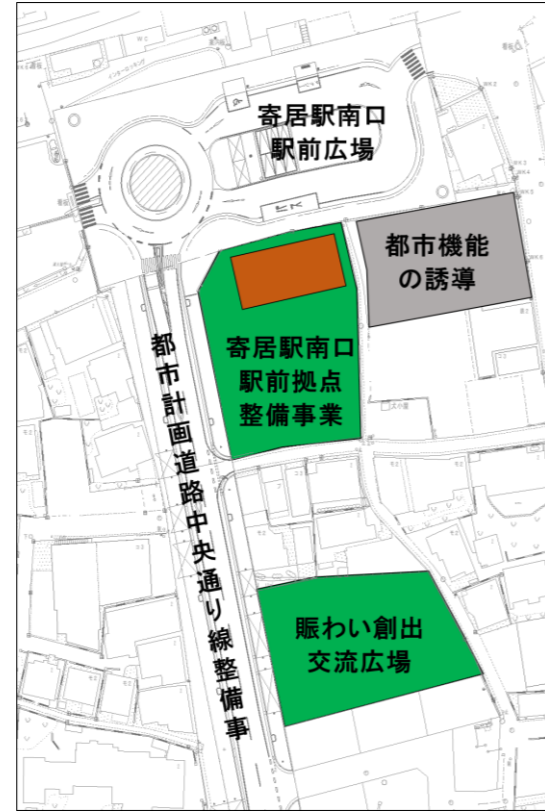 寄居駅南口
駅前広場
都市機能
の誘導
寄居駅南口
駅前拠点
整備事業
都市計画道路中央通り線整備事
賑わい創出
交流広場